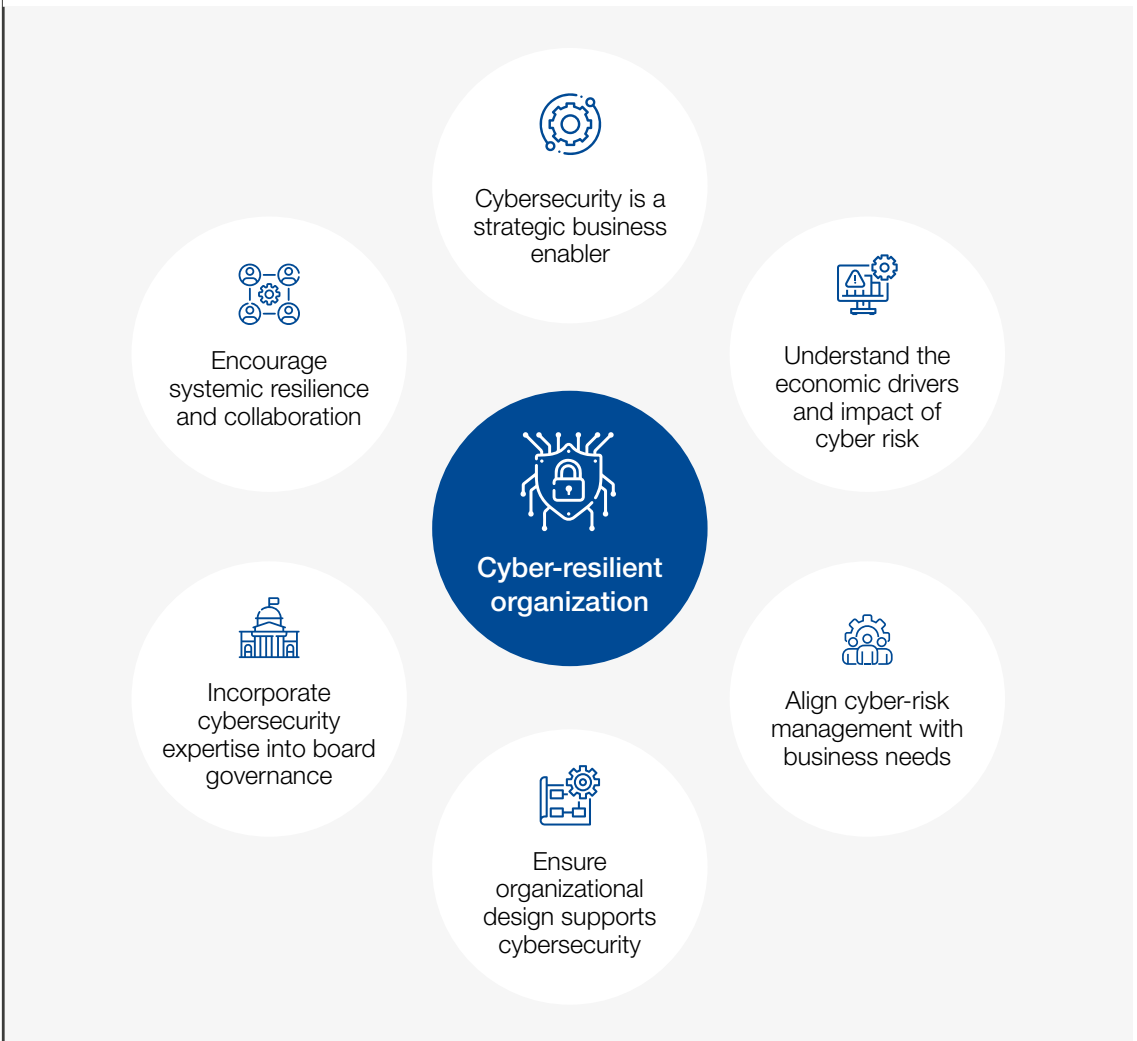 Cybersecurity is a
strategic business
enabler
Understand the
economic drivers
and impact of
cyber risk
Align cyber-risk
management with
business needs
Ensure
organizational
design supports
cybersecurity
Incorporate
cybersecurity
expertise into board
governance
Encourage
systemic resilience
and collaboration
Cyber-resilient
organization